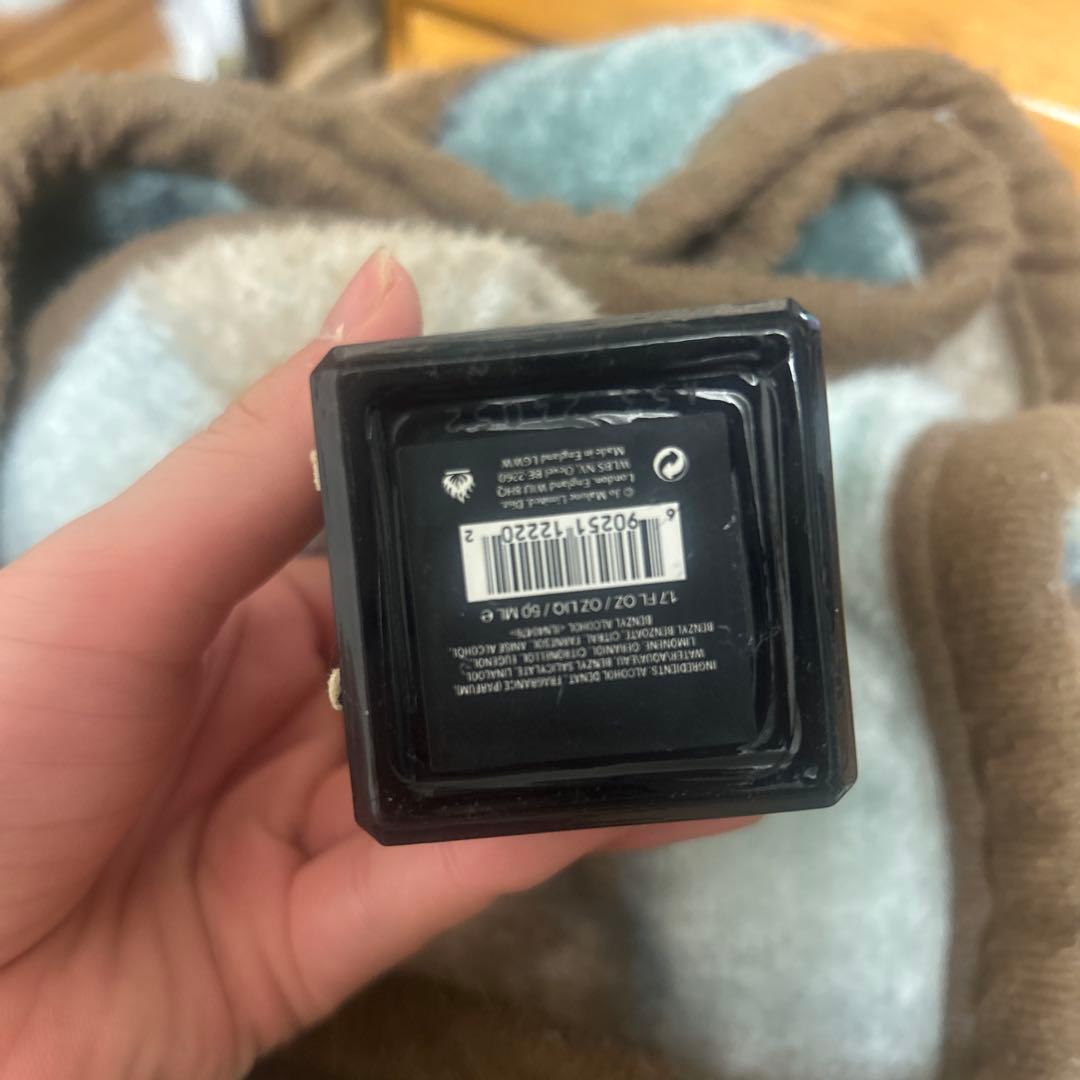 INGREDIENTS: ALCOHOL DENAT, FRAGRANCE (PARFUM),
WATER\AQUA\EAU, BENZYL SALICYLATE, LINALOOL,
LIMONENE, GERANIOL, CITRONELLOL, EUGENOL,
BENZYL BENZOATE, CITRAL, FARNESOL, ANISE ALCOHOL,
BENZYL ALCOHOL
1.7 FL.OZ / OZ LIQ / 50 ML e
6 90251 12220 2
© Jo Malone Limited, Dist.
London, England W1U 8HQ
WLBS NV, Oevel BE 2260
Made in England LGWW